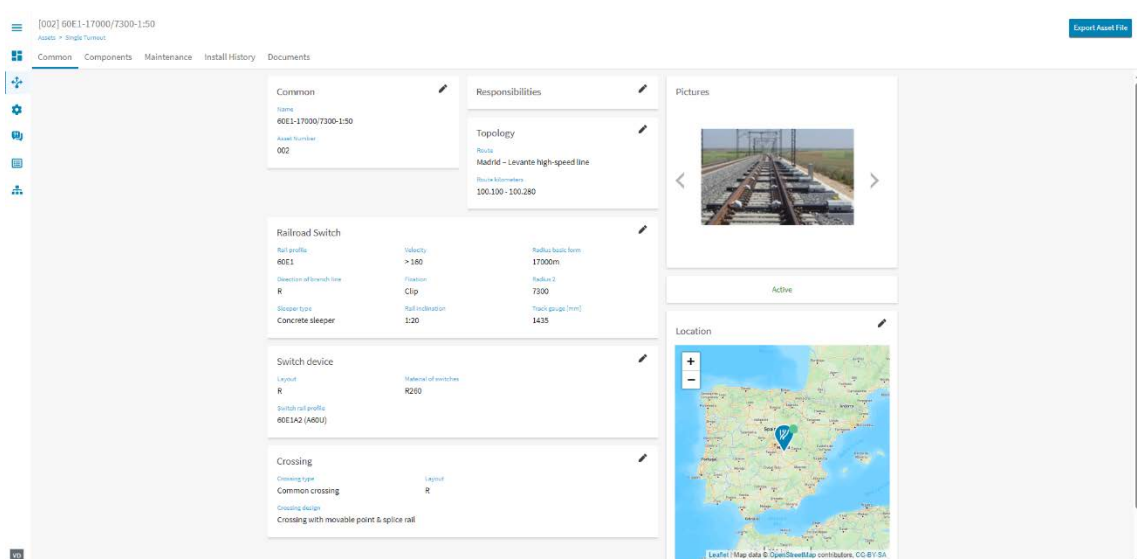 [002] 60E1-17000/7300-1:50
Assets > Single Turnout
Export Asset File
Common Components Maintenance Install History Documents
Common
Name
60E1-17000/7300-1:50
Asset Number
002
Responsibilities
Topology
Route
Madrid – Levante high-speed line
Route kilometers
100.100 - 100.280
Pictures
Railroad Switch
Rail profile Velocity Radius basic form
60E1 > 160 17000m
Direction of branch line Fixation Radius 2
R Clip 7300
Sleeper type Rail inclination Track gauge [mm]
Concrete sleeper 1:20 1435
Active
Location
+
−
Switch device
Layout Material of switches
R R260
Switch rail profile
60E1A2 (A60U)
Crossing
Crossing type Layout
Common crossing R
Crossing design
Crossing with movable point & splice rail
Leaflet | Map data © OpenStreetMap contributors, CC-BY-SA
VO